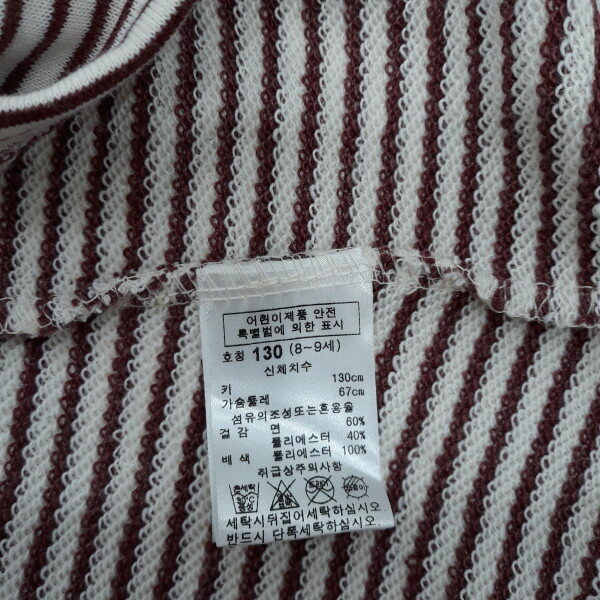 어린이제품 안전
특별법에 의한 표시
호칭 130 (8~9세)
신체치수
키 130cm
가슴둘레 67cm
섬유의조성또는혼용율
겉감 면 60%
폴리에스터 40%
배색 폴리에스터 100%
취급상주의사항
손세탁
세탁시뒤집어세탁하십시오.
반드시 단독세탁하십시오.